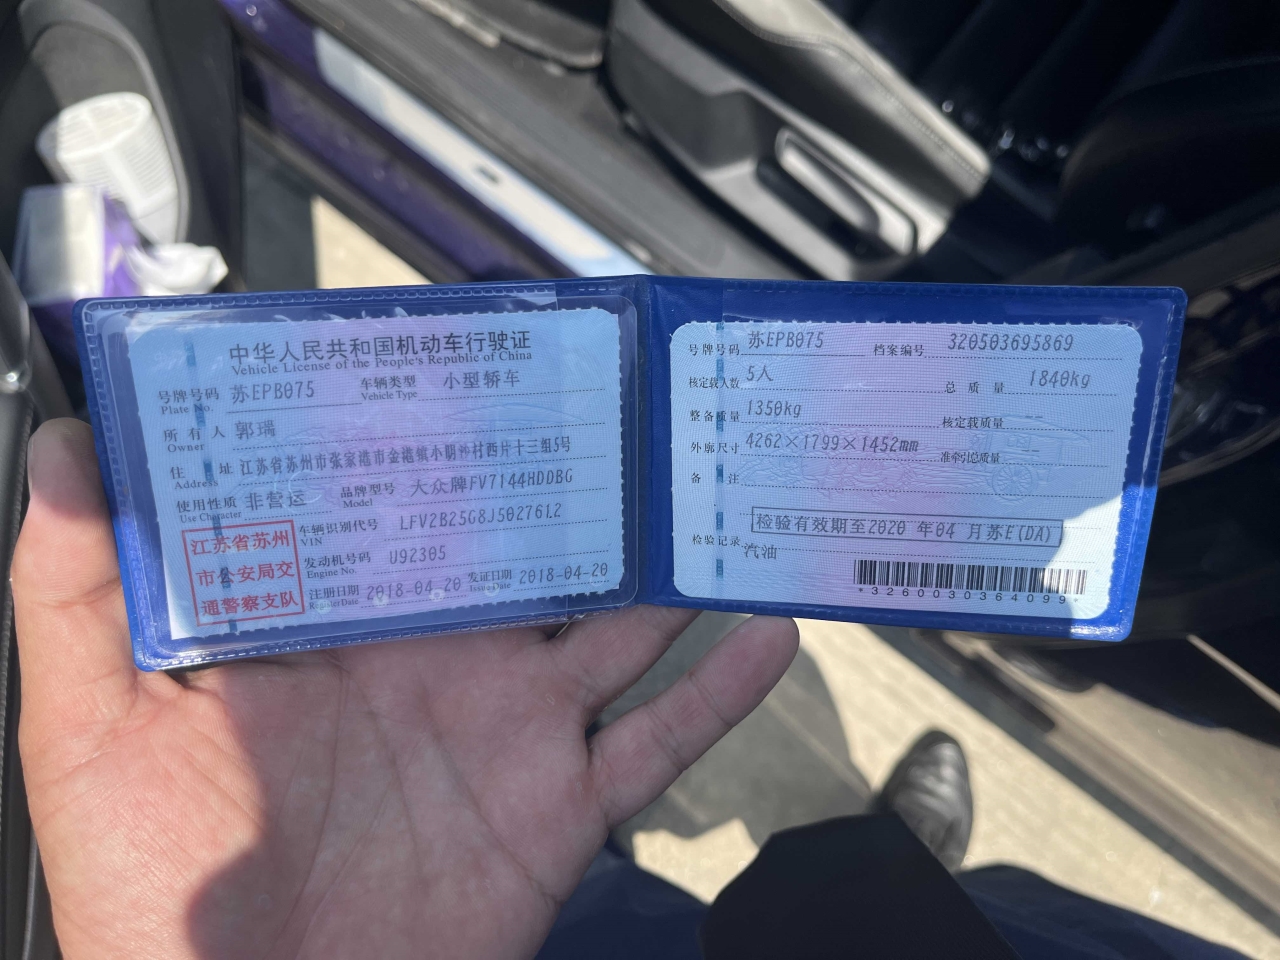 中华人民共和国机动车行驶证
Vehicle License of the People's Republic of China
号牌号码 苏EPB075 车辆类型 小型轿车
Plate No. Vehicle Type
所有人 郭瑞
Owner
住 址 江苏省苏州市张家港市金港镇小明村西片十三组5号
Address
使用性质 非营运 品牌型号 大众牌FV7144HDDBG
Use Character Model
江苏省苏州
市公安局交
通警察支队
车辆识别代号 LFV2B25G8J5027612
VIN
发动机号码 U92305
Engine No.
注册日期 2018-04-20 发证日期 2018-04-20
Register Date Issue Date
号牌号码 苏EPB075 档案编号 320503695869
核定载人数 5人 总质量 1840kg
整备质量 1350kg 核定载质量 --
外廓尺寸 4262×1799×1452mm 准牵引总质量 --
备 注
检验有效期至2020 年04 月苏E(DA)
检验记录
汽油
*3260030364099*